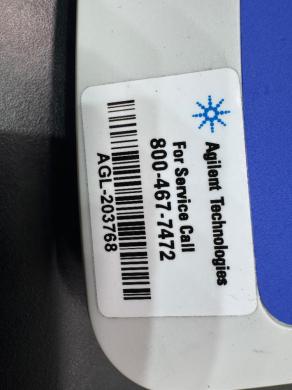 Agilent Technologies
For Service Call
800-467-7472
AGL-203768